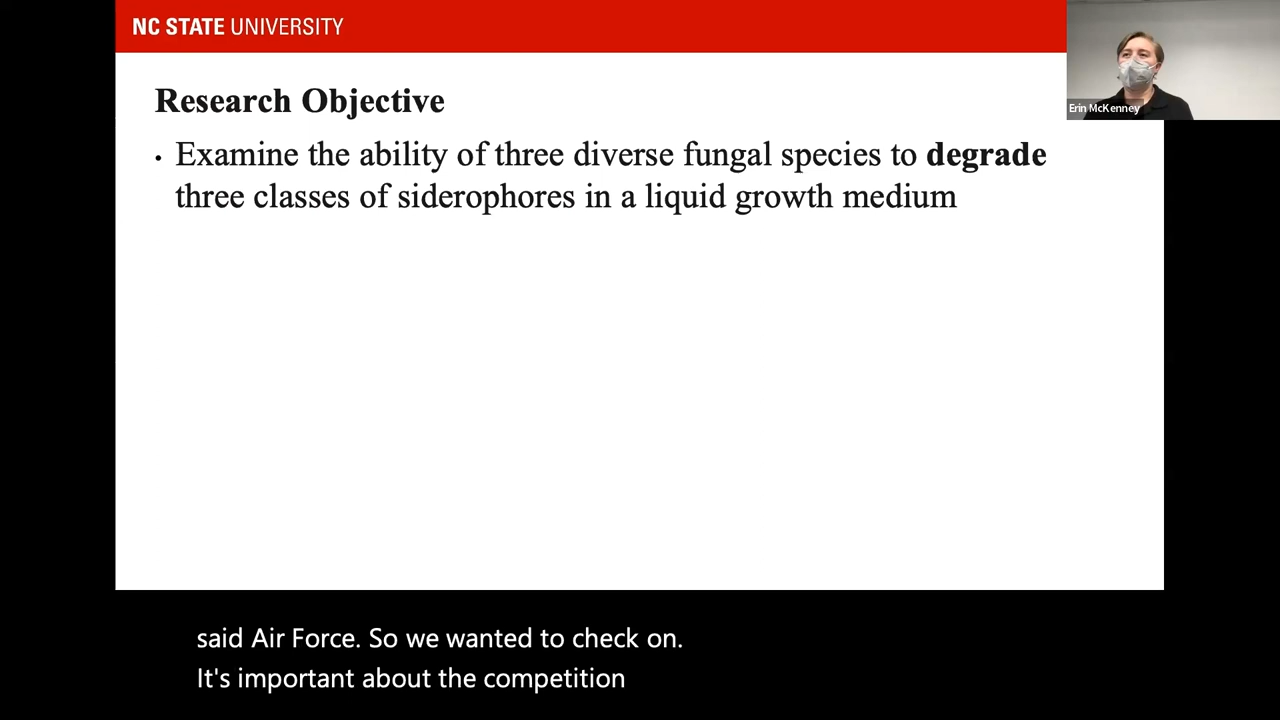 NC STATE UNIVERSITY
Erin McKenney
Research Objective
• Examine the ability of three diverse fungal species to degrade
three classes of siderophores in a liquid growth medium
said Air Force. So we wanted to check on.
It's important about the competition